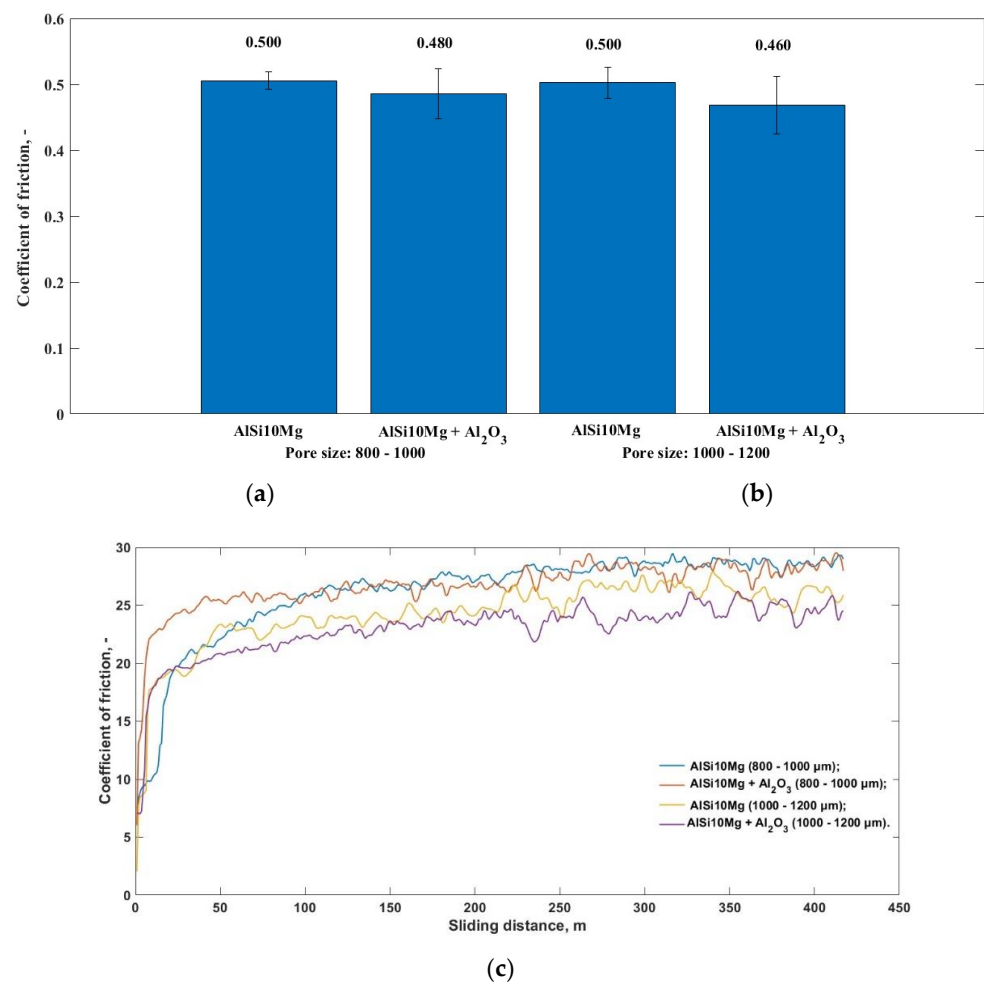 0.6
0.5
0.4
0.3
0.2
0.1
0
Coefficient of friction, -
0.500
0.480
0.500
0.460
AlSi10Mg
AlSi10Mg + Al₂O₃
AlSi10Mg
AlSi10Mg + Al₂O₃
Pore size: 800 - 1000
Pore size: 1000 - 1200
(a)
(b)
30
25
20
15
10
5
0
Coefficient of friction, -
AlSi10Mg (800 - 1000 µm);
AlSi10Mg + Al₂O₃ (800 - 1000 µm);
AlSi10Mg (1000 - 1200 µm);
AlSi10Mg + Al₂O₃ (1000 - 1200 µm).
0 50 100 150 200 250 300 350 400 450
Sliding distance, m
(c)